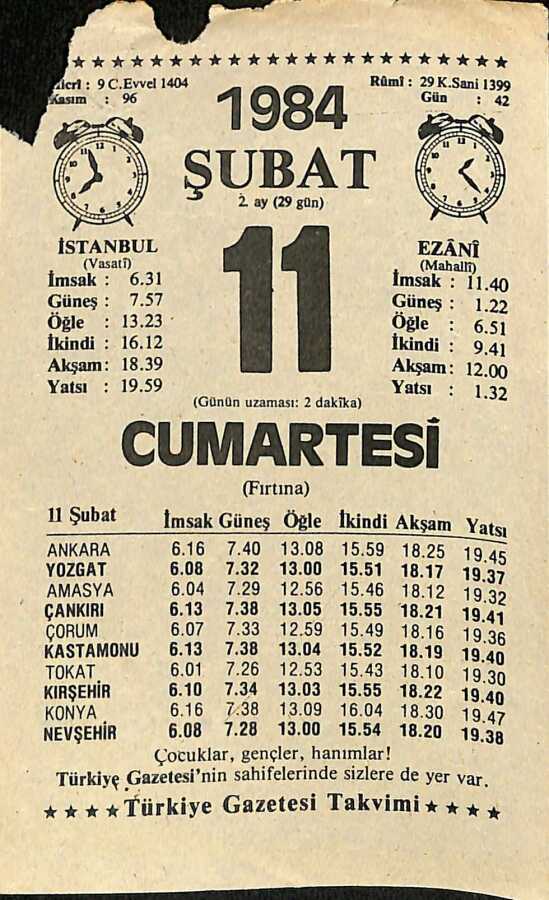 ★★★★★★★★★★★★★★★★★★★
: 9 C.Evvel 1404
Kasım : 96
Rûmî : 29 K.Sani 1399
Gün : 42
1984
ŞUBAT
2. ay (29 gün)
11
İSTANBUL
(Vasatî)
İmsak : 6.31
Güneş : 7.57
Öğle : 13.23
İkindi : 16.12
Akşam: 18.39
Yatsı : 19.59
EZÂNÎ
(Mahallî)
İmsak : 11.40
Güneş : 1.22
Öğle : 6.51
İkindi : 9.41
Akşam: 12.00
Yatsı : 1.32
(Günün uzaması: 2 dakîka)
CUMARTESİ
(Fırtına)
11 Şubat İmsak Güneş Öğle İkindi Akşam Yatsı
ANKARA 6.16 7.40 13.08 15.59 18.25 19.45
YOZGAT 6.08 7.32 13.00 15.51 18.17 19.37
AMASYA 6.04 7.29 12.56 15.46 18.12 19.32
ÇANKIRI 6.13 7.38 13.05 15.55 18.21 19.41
ÇORUM 6.07 7.33 12.59 15.49 18.16 19.36
KASTAMONU 6.13 7.38 13.04 15.52 18.19 19.40
TOKAT 6.01 7.26 12.53 15.43 18.10 19.30
KIRŞEHİR 6.10 7.34 13.03 15.55 18.22 19.40
KONYA 6.16 7.38 13.09 16.04 18.30 19.47
NEVŞEHİR 6.08 7.28 13.00 15.54 18.20 19.38
Çocuklar, gençler, hanımlar!
Türkiye Gazetesi'nin sahifelerinde sizlere de yer var.
★★★★Türkiye Gazetesi Takvimi★★★★